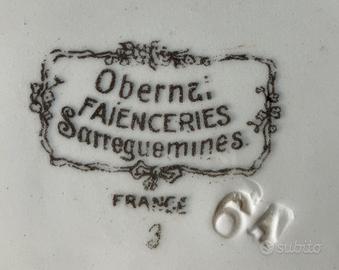 Obernai
FAÏENCERIES
Sarreguemines
FRANCE
3
64
subito